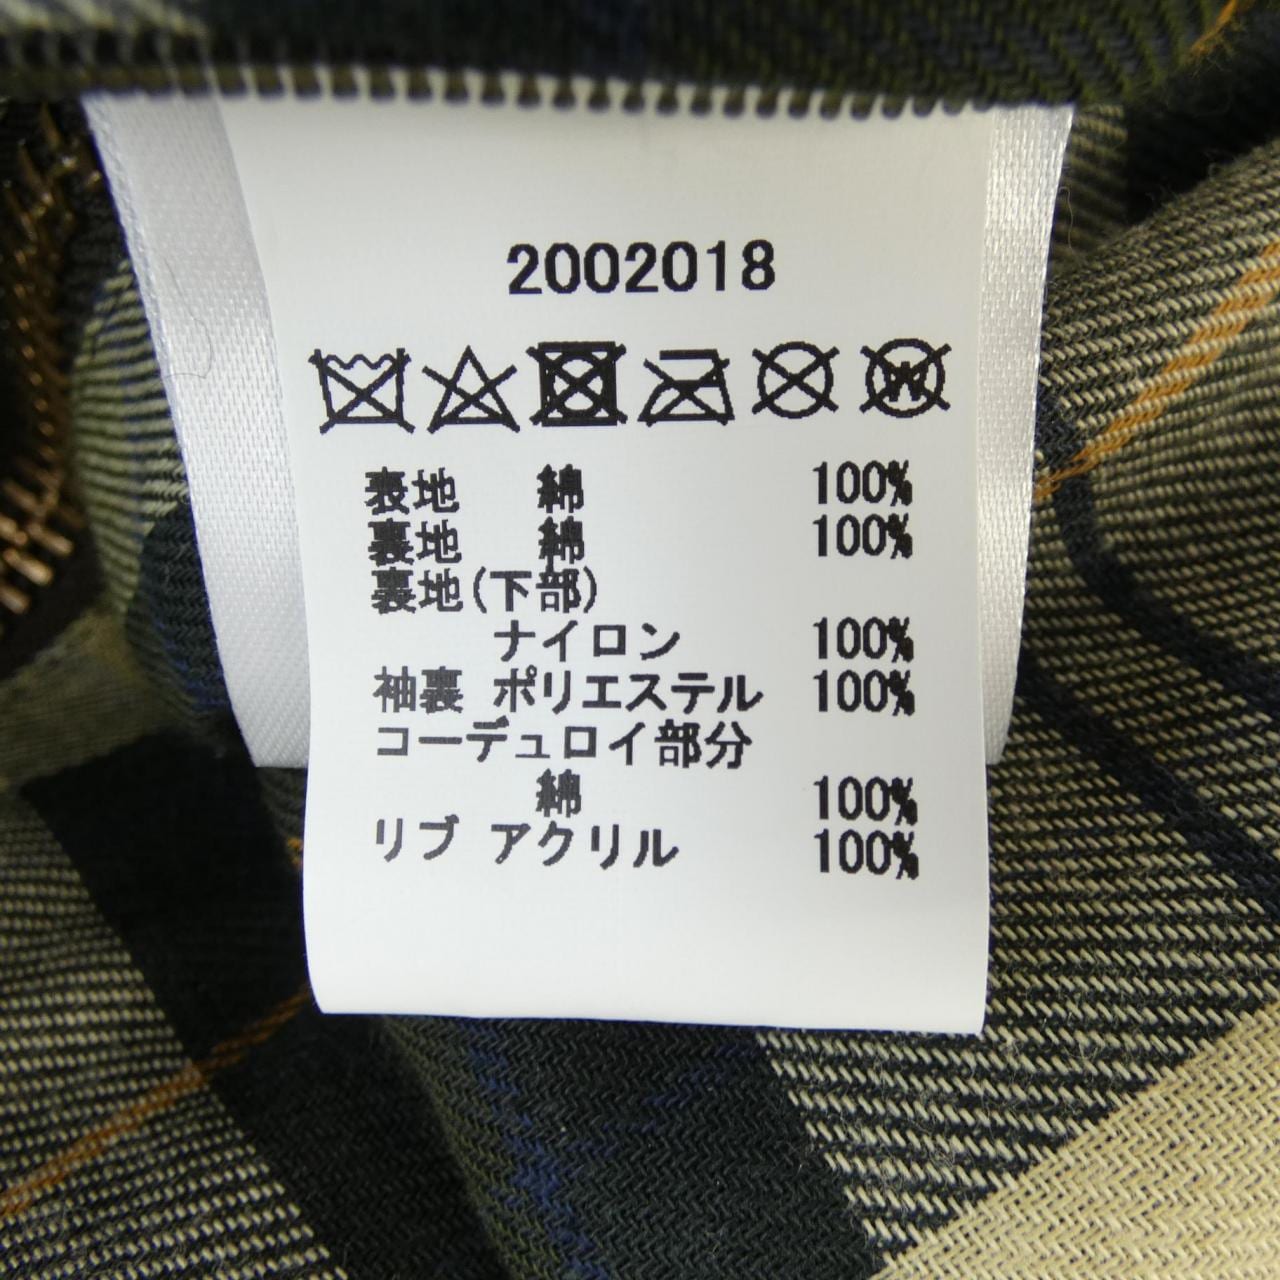 2002018
表地 綿 100%
裏地 綿 100%
裏地(下部)
ナイロン 100%
袖裏 ポリエステル 100%
コーデュロイ部分
綿 100%
リブ アクリル 100%